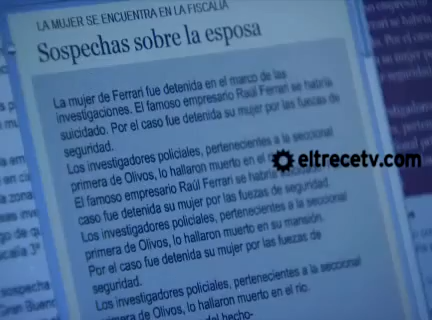 LA MUJER SE ENCUENTRA EN LA FISCALÍA
Sospechas sobre la esposa
La mujer de Ferrari fue detenida en el marco de las
investigaciones. El famoso empresario Raúl Ferrari se habría
suicidado. Por el caso fue detenida su mujer por las fuezas de
seguridad.
Los investigadores policiales, pertenecientes a la seccional
primera de Olivos, lo hallaron muerto en el
El famoso empresario Raúl Ferrari se habría
caso fue detenida su mujer por las fuezas de seguridad.
Los investigadores policiales, pertenecientes a la seccional
primera de Olivos, lo hallaron muerto en su mansión.
Por el caso fue detenida su mujer por las fuezas de
seguridad.
Los investigadores policiales, pertenecientes a la seccional
primera de Olivos, lo hallaron muerto en el río.
del hecho-
eltrecetv.com
sospecha
Gran Bueno